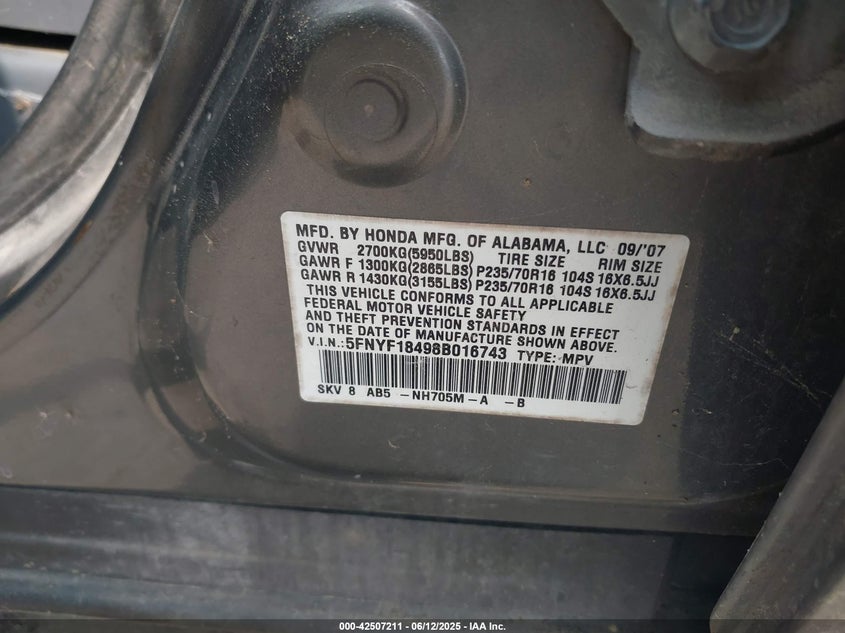 MFD. BY HONDA MFG. OF ALABAMA, LLC 09/'07
GVWR 2700KG(5950LBS) TIRE SIZE RIM SIZE
GAWR F 1300KG(2865LBS) P235/70R16 104S 16X6.5JJ
GAWR R 1430KG(3155LBS) P235/70R16 104S 16X6.5JJ
THIS VEHICLE CONFORMS TO ALL APPLICABLE
FEDERAL MOTOR VEHICLE SAFETY
AND THEFT PREVENTION STANDARDS IN EFFECT
ON THE DATE OF MANUFACTURE SHOWN ABOVE.
V.I.N.:5FNYF18498B016743 TYPE: MPV
SKV 8 AB5 -NH705M-A -B
000-42507211 - 06/12/2025 - IAA Inc.